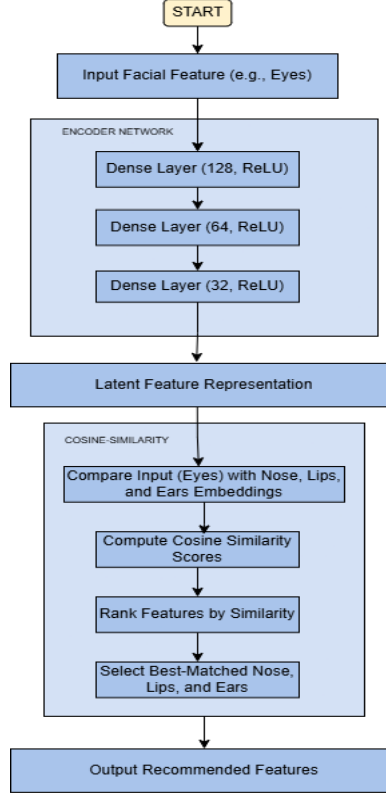 START
Input Facial Feature (e.g., Eyes)
ENCODER NETWORK
Dense Layer (128, ReLU)
Dense Layer (64, ReLU)
Dense Layer (32, ReLU)
Latent Feature Representation
COSINE-SIMILARITY
Compare Input (Eyes) with Nose, Lips,
and Ears Embeddings
Compute Cosine Similarity
Scores
Rank Features by Similarity
Select Best-Matched Nose,
Lips, and Ears
Output Recommended Features